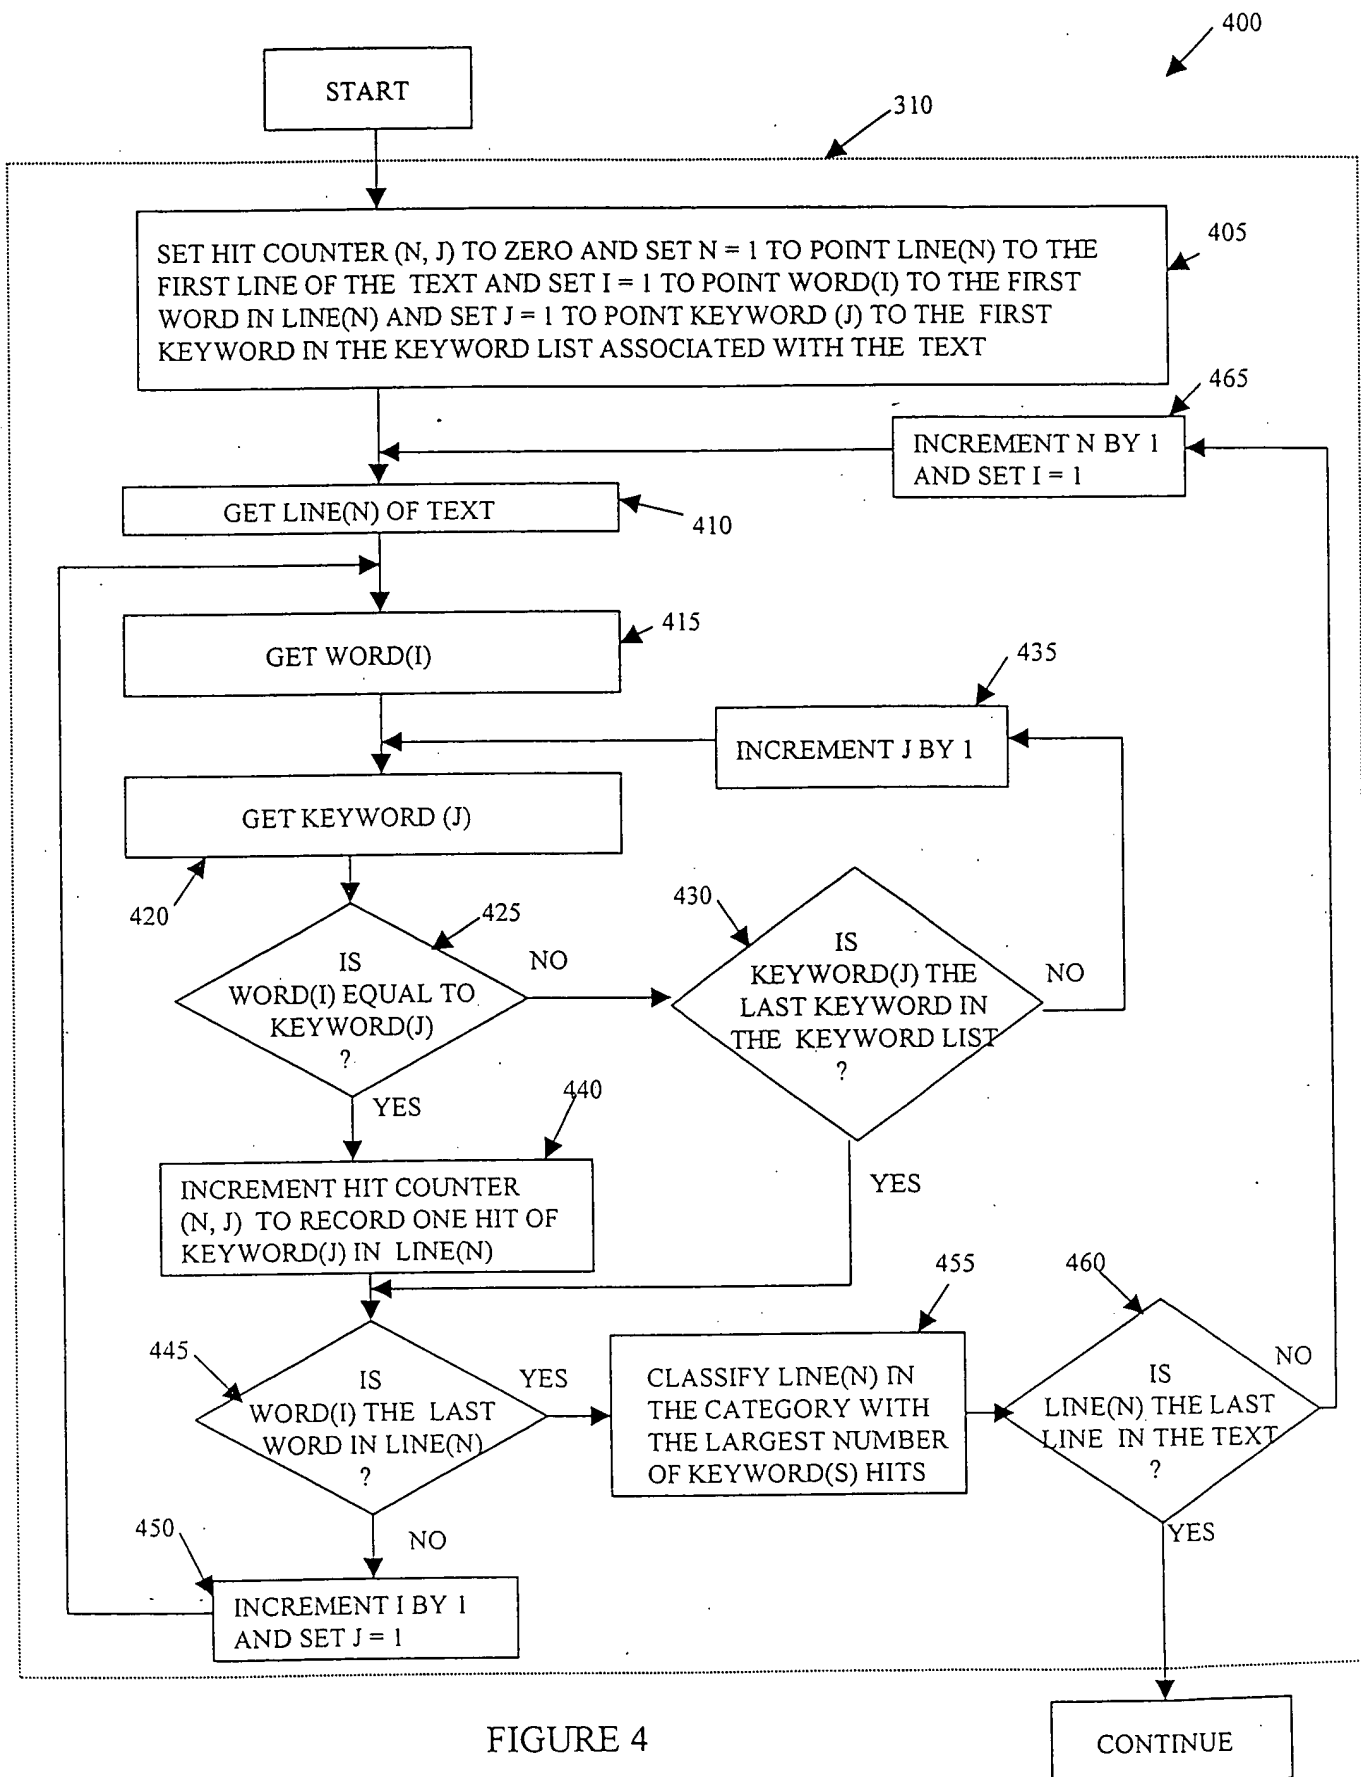 400
START
310
SET HIT COUNTER (N, J) TO ZERO AND SET N = 1 TO POINT LINE(N) TO THE
FIRST LINE OF THE TEXT AND SET I = 1 TO POINT WORD(I) TO THE FIRST
WORD IN LINE(N) AND SET J = 1 TO POINT KEYWORD (J) TO THE FIRST
KEYWORD IN THE KEYWORD LIST ASSOCIATED WITH THE TEXT
405
465
INCREMENT N BY 1
AND SET I = 1
GET LINE(N) OF TEXT
410
GET WORD(I)
415
435
INCREMENT J BY 1
GET KEYWORD (J)
420
425
IS
WORD(I) EQUAL TO
KEYWORD(J)
?
NO
430
IS
KEYWORD(J) THE
LAST KEYWORD IN
THE KEYWORD LIST
?
NO
YES
440
INCREMENT HIT COUNTER
(N, J) TO RECORD ONE HIT OF
KEYWORD(J) IN LINE(N)
YES
445
IS
WORD(I) THE LAST
WORD IN LINE(N)
?
YES
455
CLASSIFY LINE(N) IN
THE CATEGORY WITH
THE LARGEST NUMBER
OF KEYWORD(S) HITS
460
IS
LINE(N) THE LAST
LINE IN THE TEXT
?
NO
YES
NO
450
INCREMENT I BY 1
AND SET J = 1
FIGURE 4
CONTINUE